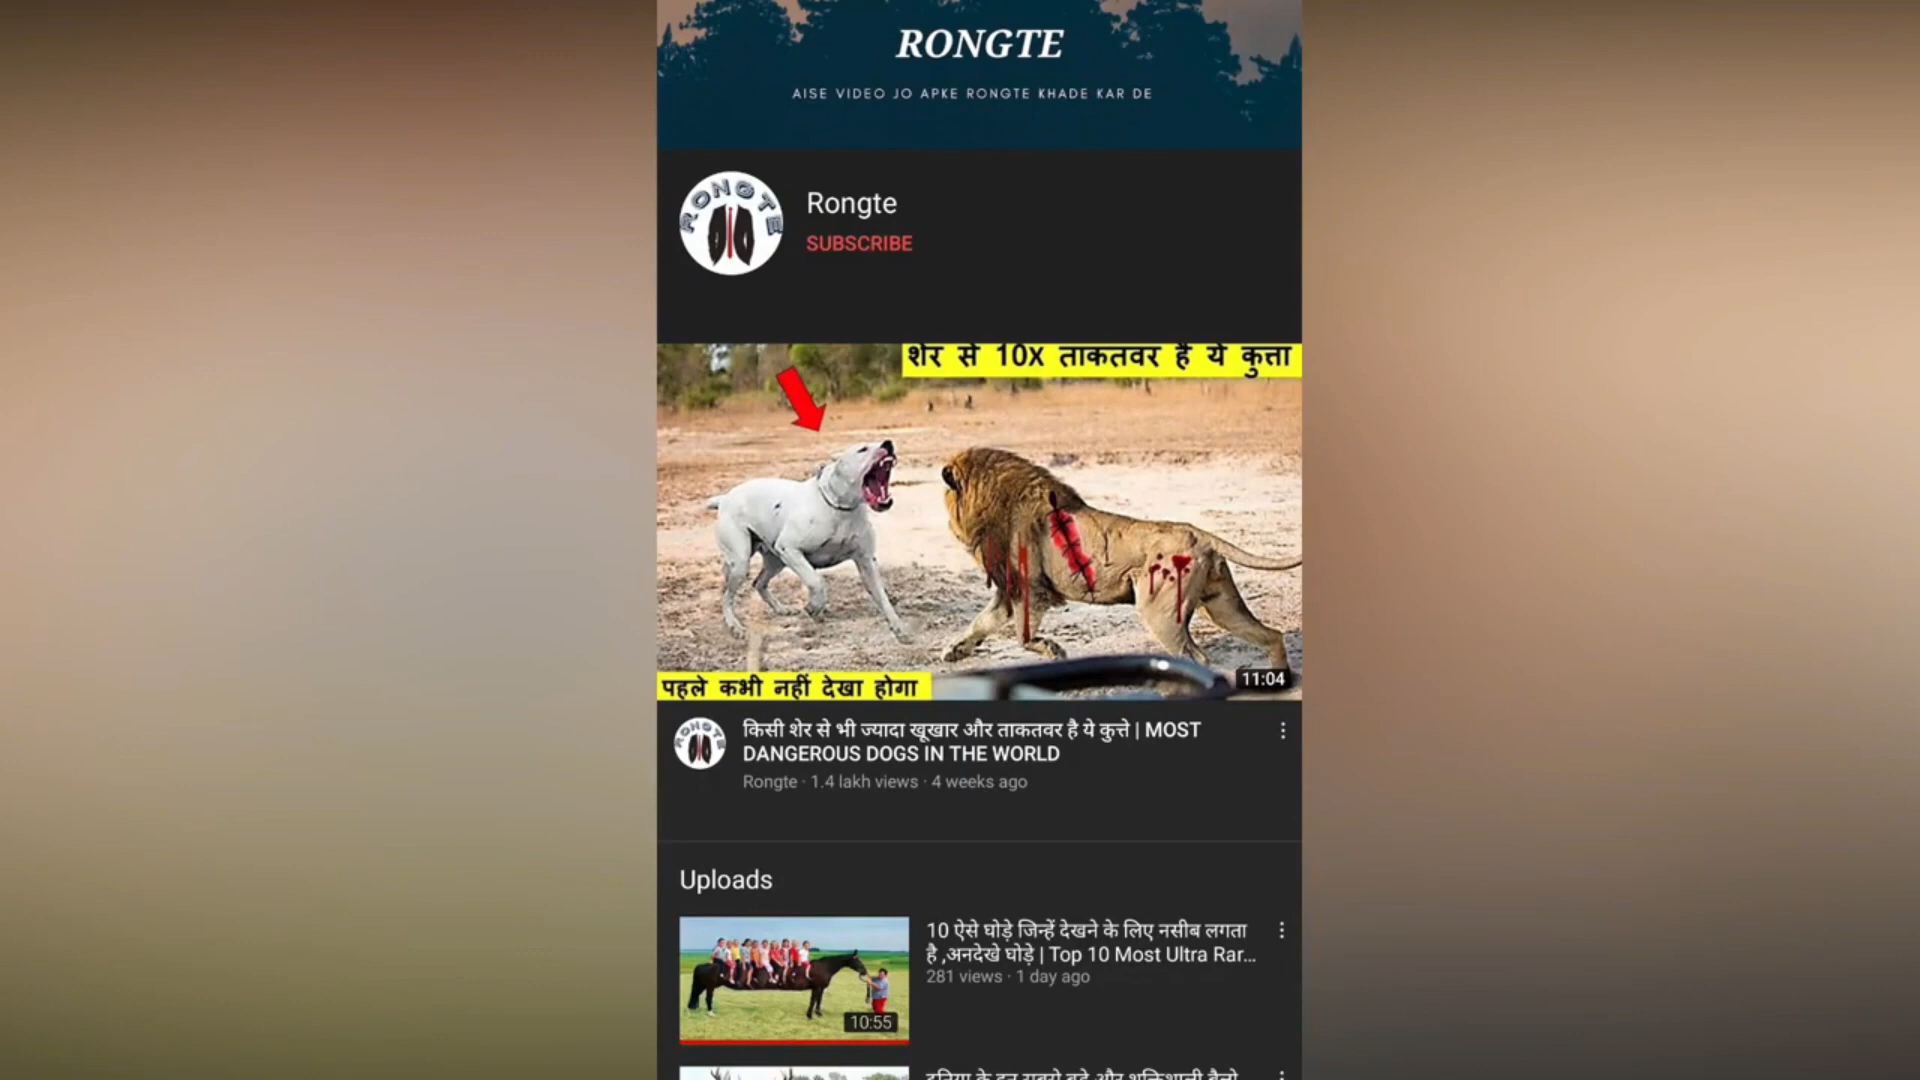 RONGTE
AISE VIDEO JO APKE RONGTE KHADE KAR DE
RONGTE
Rongte
SUBSCRIBE
शेर से 10X ताकतवर है ये कुत्ता
पहले कभी नहीं देखा होगा
11:04
RONGTE
किसी शेर से भी ज्यादा खूखार और ताकतवर है ये कुत्ते | MOST
DANGEROUS DOGS IN THE WORLD
Rongte · 1.4 lakh views · 4 weeks ago
Uploads
10 ऐसे घोड़े जिन्हें देखने के लिए नसीब लगता
है ,अनदेखे घोड़े | Top 10 Most Ultra Rar...
281 views · 1 day ago
10:55